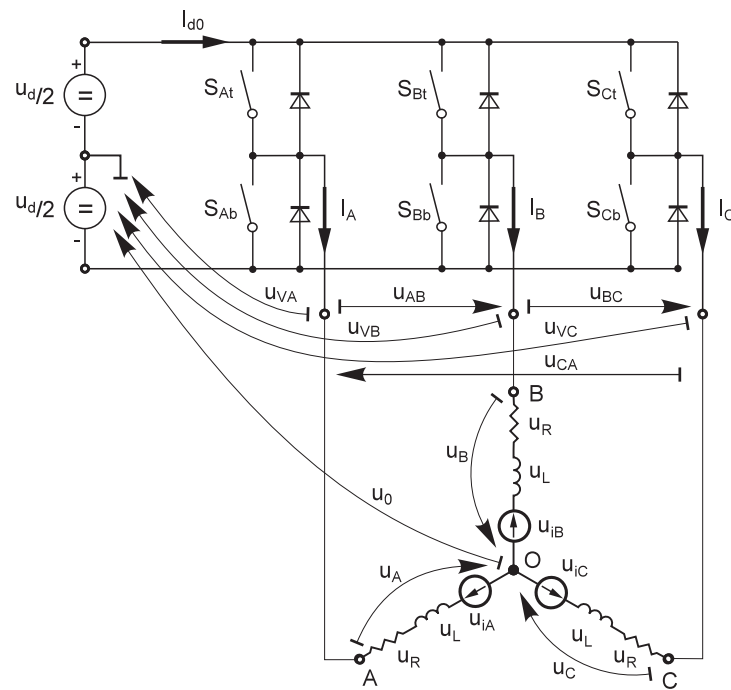 I_d0
+
u_d/2
=
-
S_At
S_Bt
S_Ct
+
u_d/2
=
-
S_Ab
I_A
S_Bb
I_B
S_Cb
I_C
u_VA
u_AB
u_BC
u_VB
u_VC
u_CA
B
u_R
u_B
u_L
u_0
u_iB
O
u_iC
u_A
u_iA
u_L
u_L
u_R
u_C
u_R
A
C